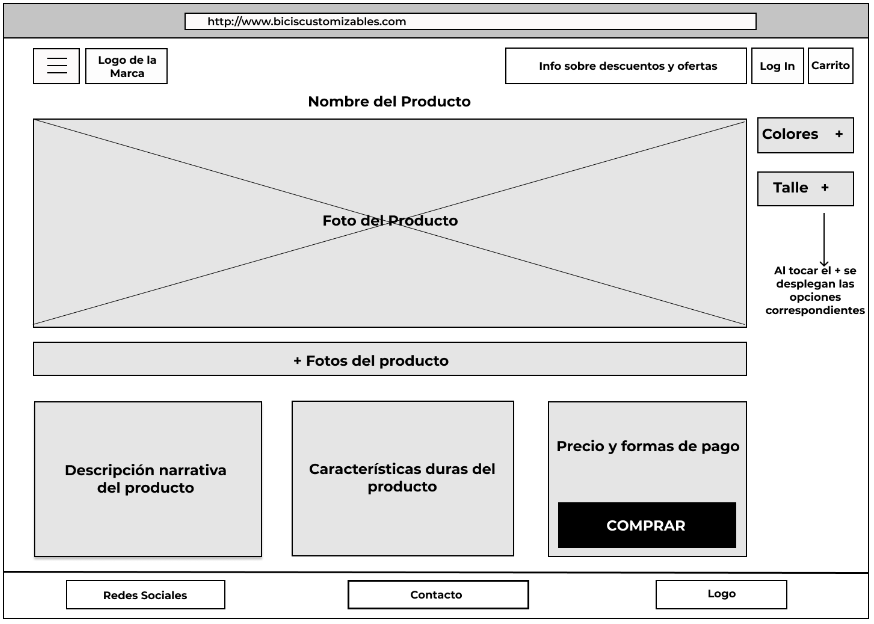 http://www.biciscustomizables.com
Logo de la
Marca
Info sobre descuentos y ofertas
Log In
Carrito
Nombre del Producto
Colores +
Foto del Producto
Talle +
Al tocar el + se
desplegan las
opciones
correspondientes
+ Fotos del producto
Descripción narrativa
del producto
Características duras del
producto
Precio y formas de pago
COMPRAR
Redes Sociales
Contacto
Logo